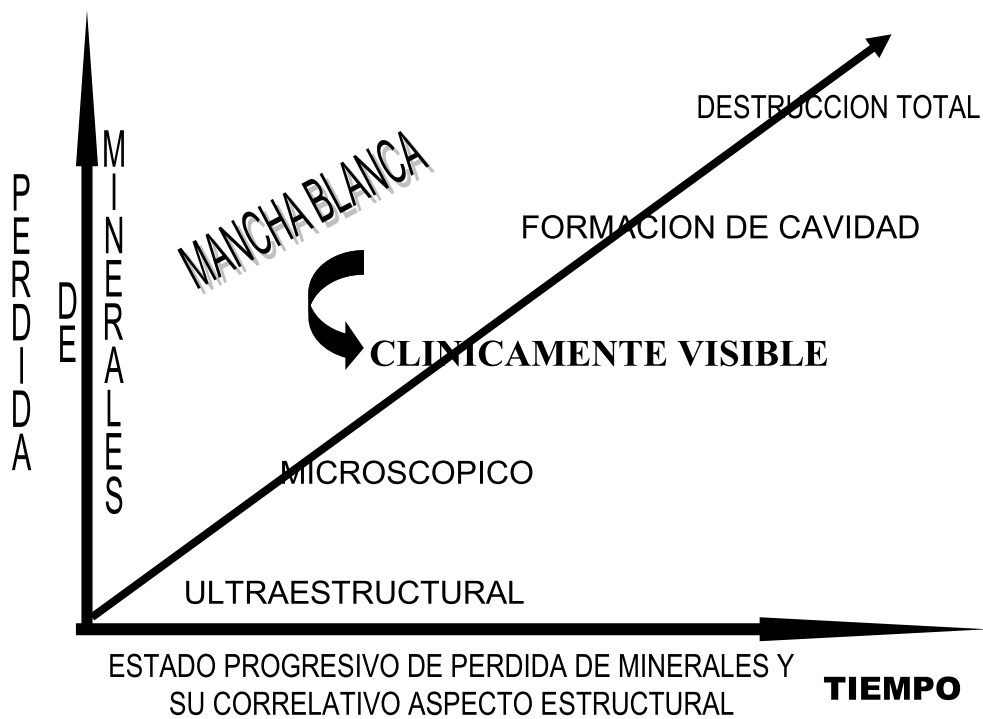 PERDIDA
DE
MINERALES
MANCHA BLANCA
DESTRUCCION TOTAL
FORMACION DE CAVIDAD
CLINICAMENTE VISIBLE
MICROSCOPICO
ULTRAESTRUCTURAL
ESTADO PROGRESIVO DE PERDIDA DE MINERALES Y
SU CORRELATIVO ASPECTO ESTRUCTURAL
TIEMPO